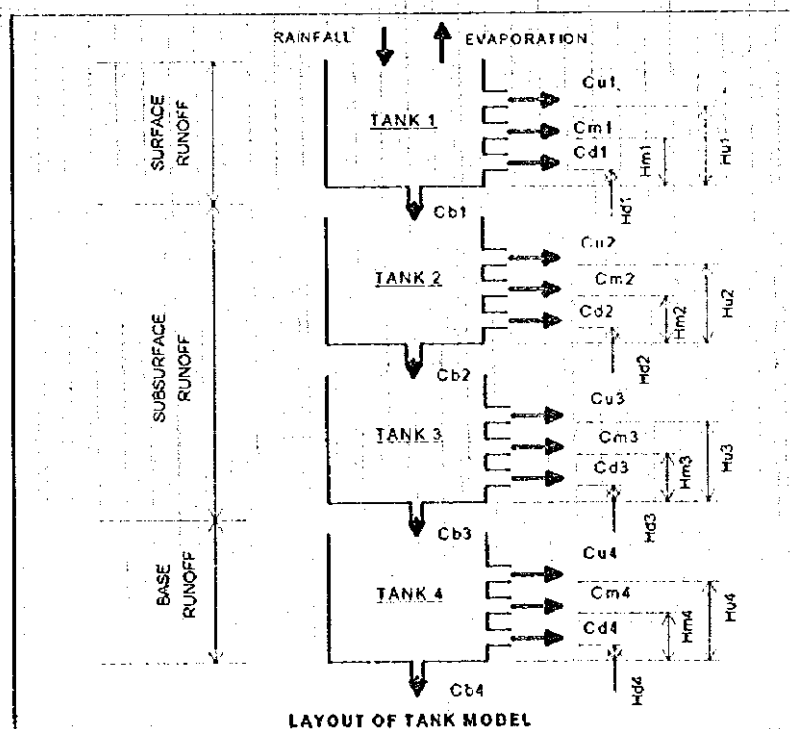 RAINFALL
EVAPORATION
SURFACE
RUNOFF
TANK 1
Cu1
Cm1
Cd1
Hd1
Hm1
Hu1
Cb1
SUBSURFACE
RUNOFF
TANK 2
Cu2
Cm2
Cd2
Hd2
Hm2
Hu2
Cb2
TANK 3
Cu3
Cm3
Cd3
Hd3
Hm3
Hu3
Cb3
BASE
RUNOFF
TANK 4
Cu4
Cm4
Cd4
Hd4
Hm4
Hu4
Cb4
LAYOUT OF TANK MODEL